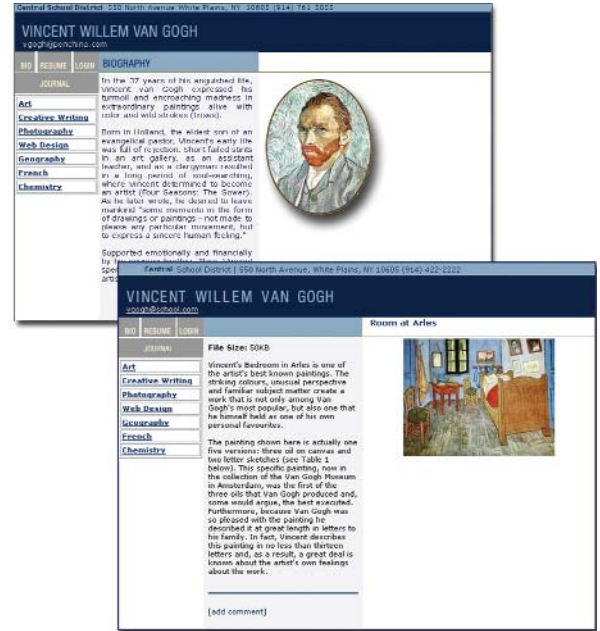 Central School District 550 North Avenue White Plains, NY 10605 (914) 761 5055
VINCENT WILLEM VAN GOGH
vgogh@penchina.com
BIO RESUME LOGIN BIOGRAPHY
JOURNAL
Art
Creative Writing
Photography
Web Design
Geography
French
Chemistry
In the 37 years of his anguished life,
Vincent van Gogh expressed his
turmoil and encroaching madness in
extraordinary paintings alive with
color and wild strokes (Irises).
Born in Holland, the eldest son of an
evangelical pastor, Vincent's early life
was full of rejection. Short failed stints
in an art gallery, as an assistant
teacher, and as a clergyman resulted
in a long period of soul-searching,
where Vincent determined to become
an artist (Four Seasons: The Sower).
As he later wrote, he desired to leave
mankind "some memento in the form
of drawings or paintings - not made to
please any particular movement, but
to express a sincere human feeling."
Supported emotionally and financially
by
spen
artis
Central School District | 550 North Avenue, White Plains, NY 10605 (914) 422-2222
VINCENT WILLEM VAN GOGH
vgogh@school.com
BIO RESUME LOGIN
JOURNAL
Art
Creative Writing
Photography
Web Design
Geography
French
Chemistry
File Size: 50KB
Vincent's Bedroom in Arles is one of
the artist's best known paintings. The
striking colours, unusual perspective
and familiar subject matter create a
work that is not only among Van
Gogh's most popular, but also one that
he himself held as one of his own
personal favourites.
The painting shown here is actually one
five versions: three oil on canvas and
two letter sketches (see Table 1
below). This specific painting, now in
the collection of the Van Gogh Museum
in Amsterdam, was the first of the
three oils that Van Gogh produced and,
some would argue, the best executed.
Furthermore, because Van Gogh was
so pleased with the painting he
described it at great length in letters to
his family. In fact, Vincent describes
this painting in no less than thirteen
letters and, as a result, a great deal is
known about the artist's own feelings
about the work.
[add comment]
Room at Arles